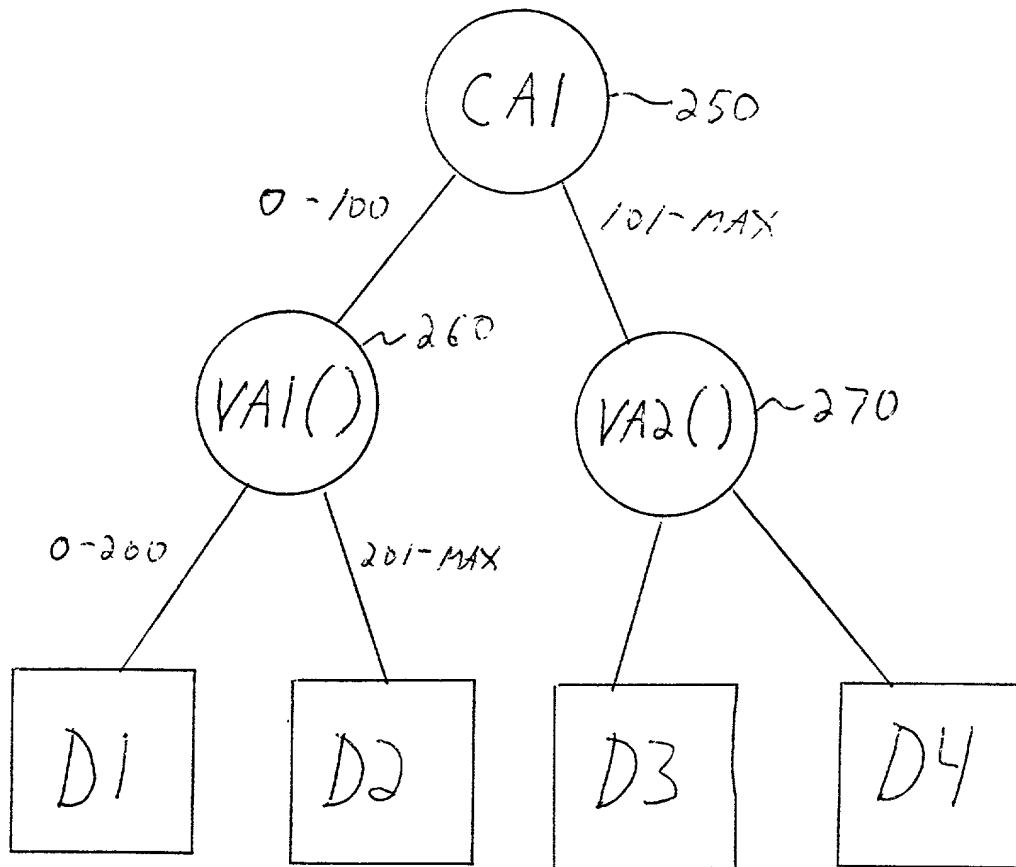 CA1 ~250
0-100 101-MAX
~260
VA1() VA2() ~270
0-200 201-MAX
D1 D2 D3 D4